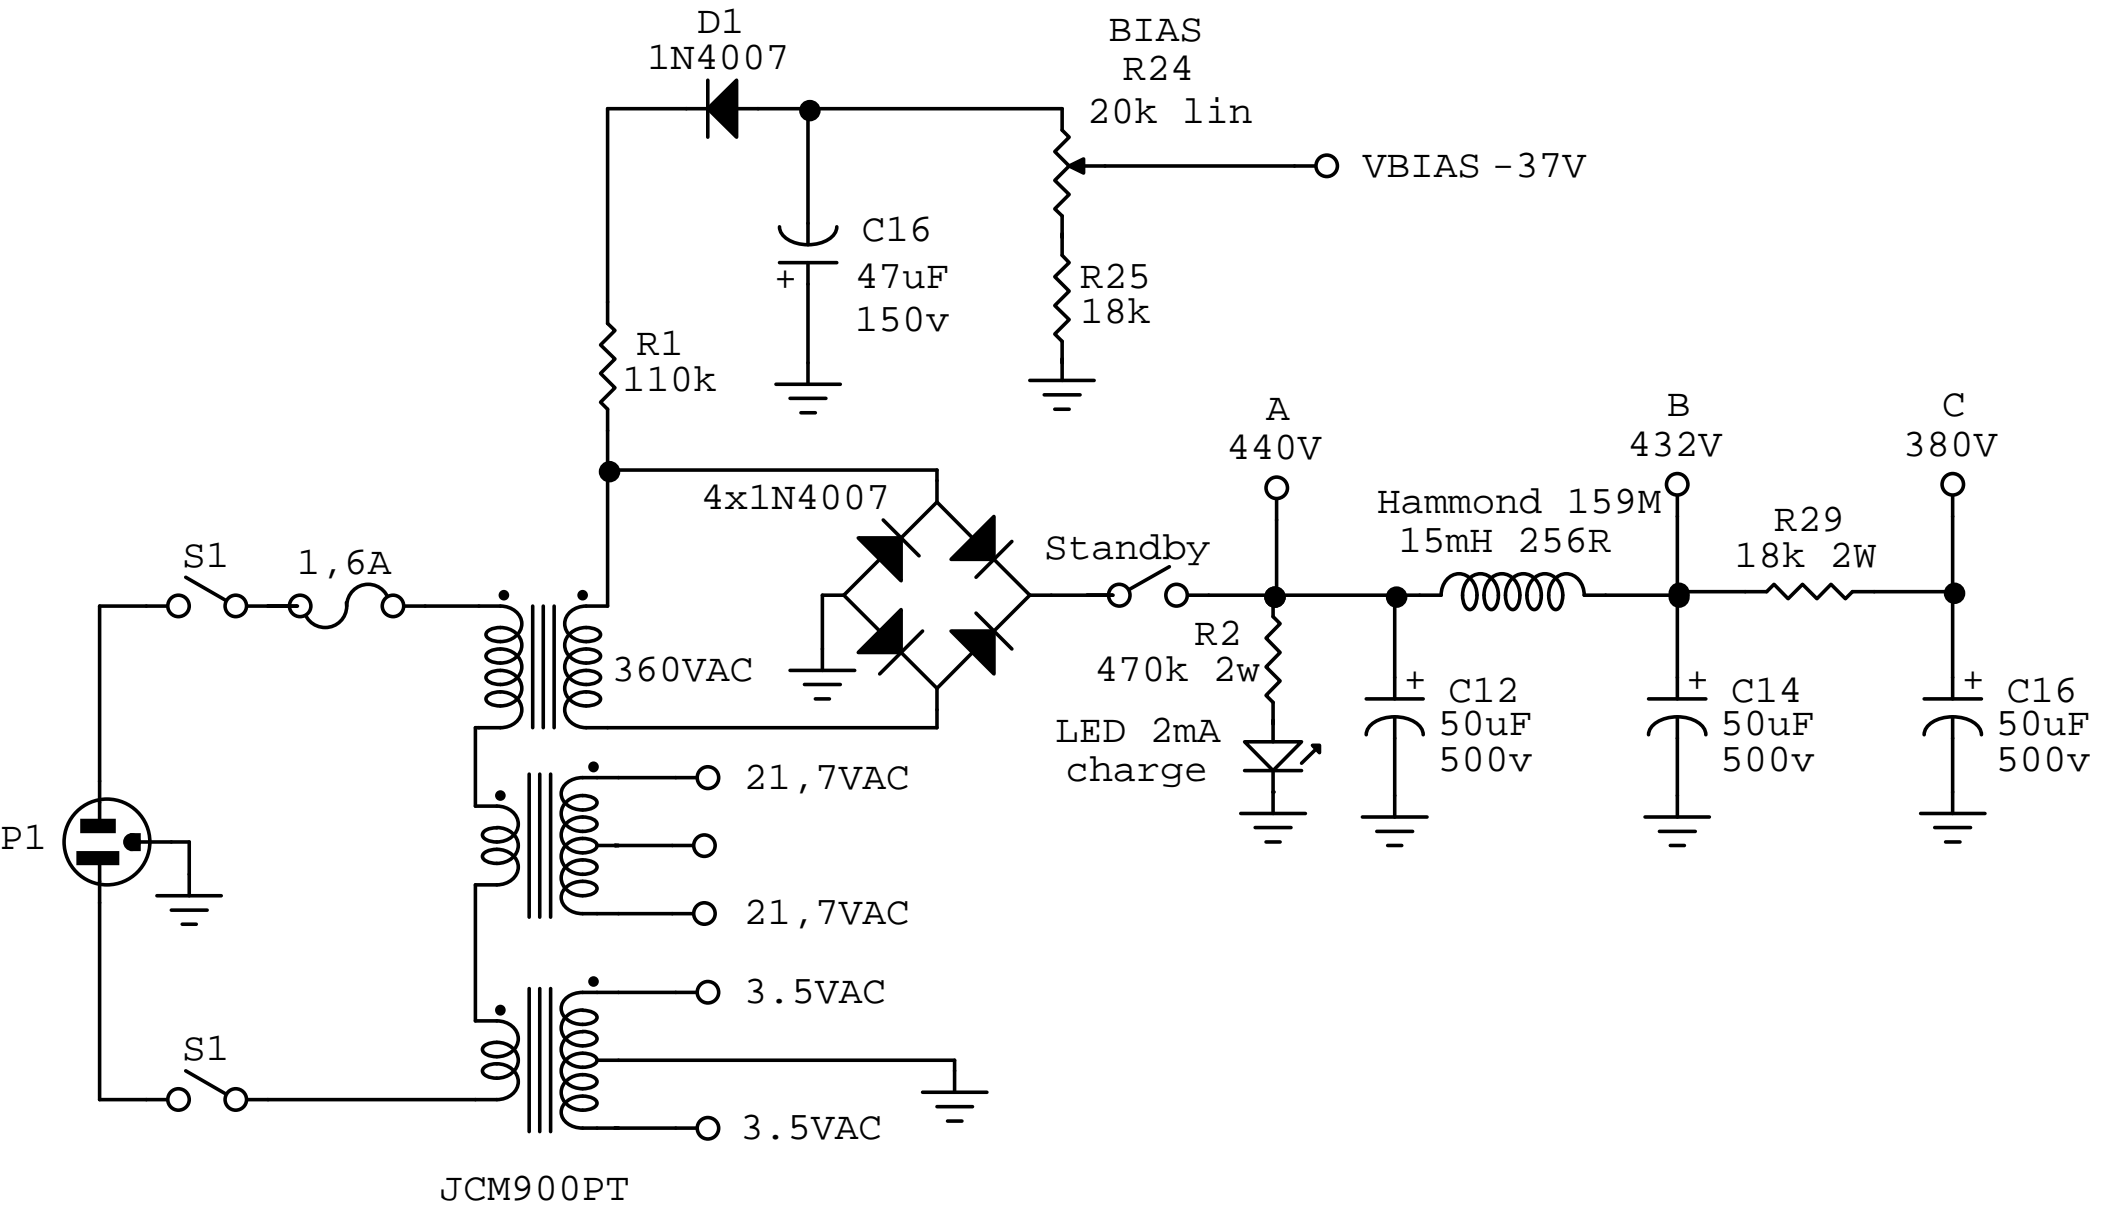 D1
1N4007
BIAS
R24
20k lin
VBIAS -37V
C16
+
47uF
150v
R25
18k
R1
110k
A
440V
B
432V
C
380V
4x1N4007
Hammond 159M
15mH 256R
R29
18k 2W
Standby
S1
1,6A
R2
470k 2w
360VAC
+
C12
50uF
500v
+
C14
50uF
500v
+
C16
50uF
500v
LED 2mA
charge
21,7VAC
P1
21,7VAC
3.5VAC
S1
3.5VAC
JCM900PT